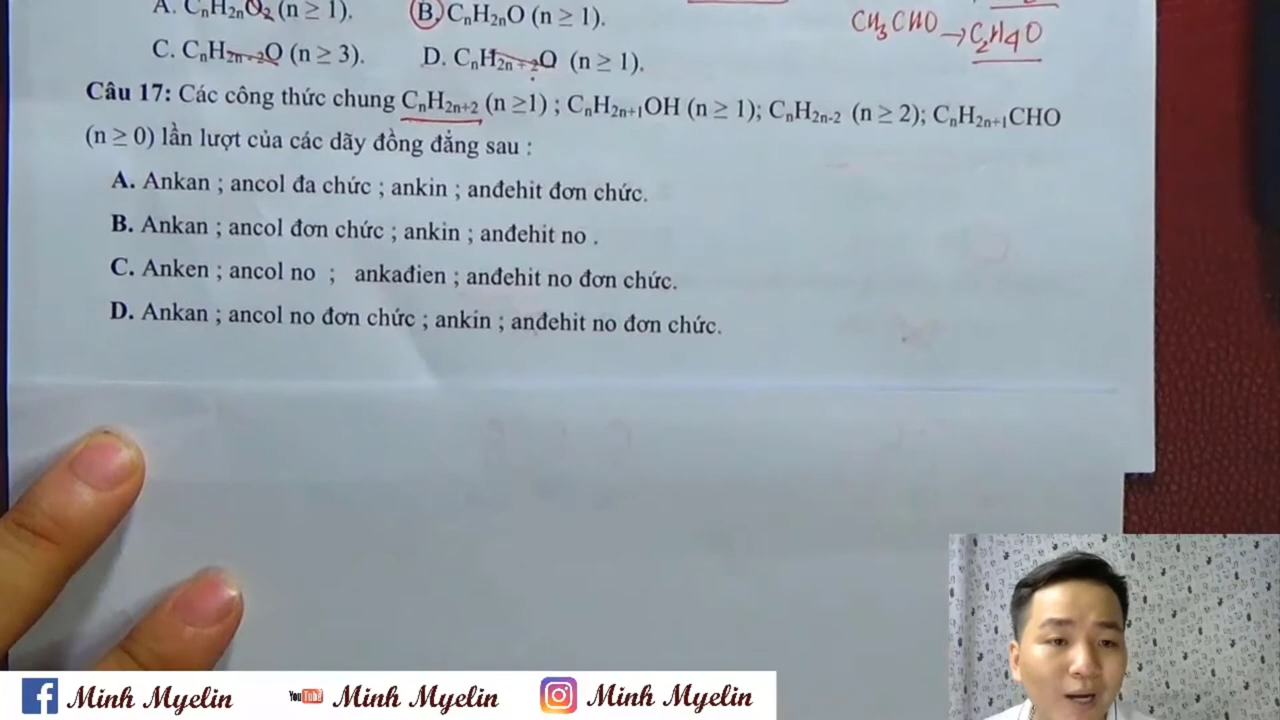 A. CₙH₂ₙO₂ (n ≥ 1). B. CₙH₂ₙO (n ≥ 1).
CH₃CHO → C₂H₄O
C. CₙH₂ₙ₋₂O (n ≥ 3). D. CₙH₂ₙ₊₂O (n ≥ 1).
Câu 17: Các công thức chung CₙH₂ₙ₊₂ (n ≥1) ; CₙH₂ₙ₊₁OH (n ≥ 1); CₙH₂ₙ₋₂ (n ≥ 2); CₙH₂ₙ₊₁CHO
(n ≥ 0) lần lượt của các dãy đồng đẳng sau :
A. Ankan ; ancol đa chức ; ankin ; anđehit đơn chức.
B. Ankan ; ancol đơn chức ; ankin ; anđehit no .
C. Anken ; ancol no ; ankađien ; anđehit no đơn chức.
D. Ankan ; ancol no đơn chức ; ankin ; anđehit no đơn chức.
f Minh Myelin YouTube Minh Myelin Minh Myelin